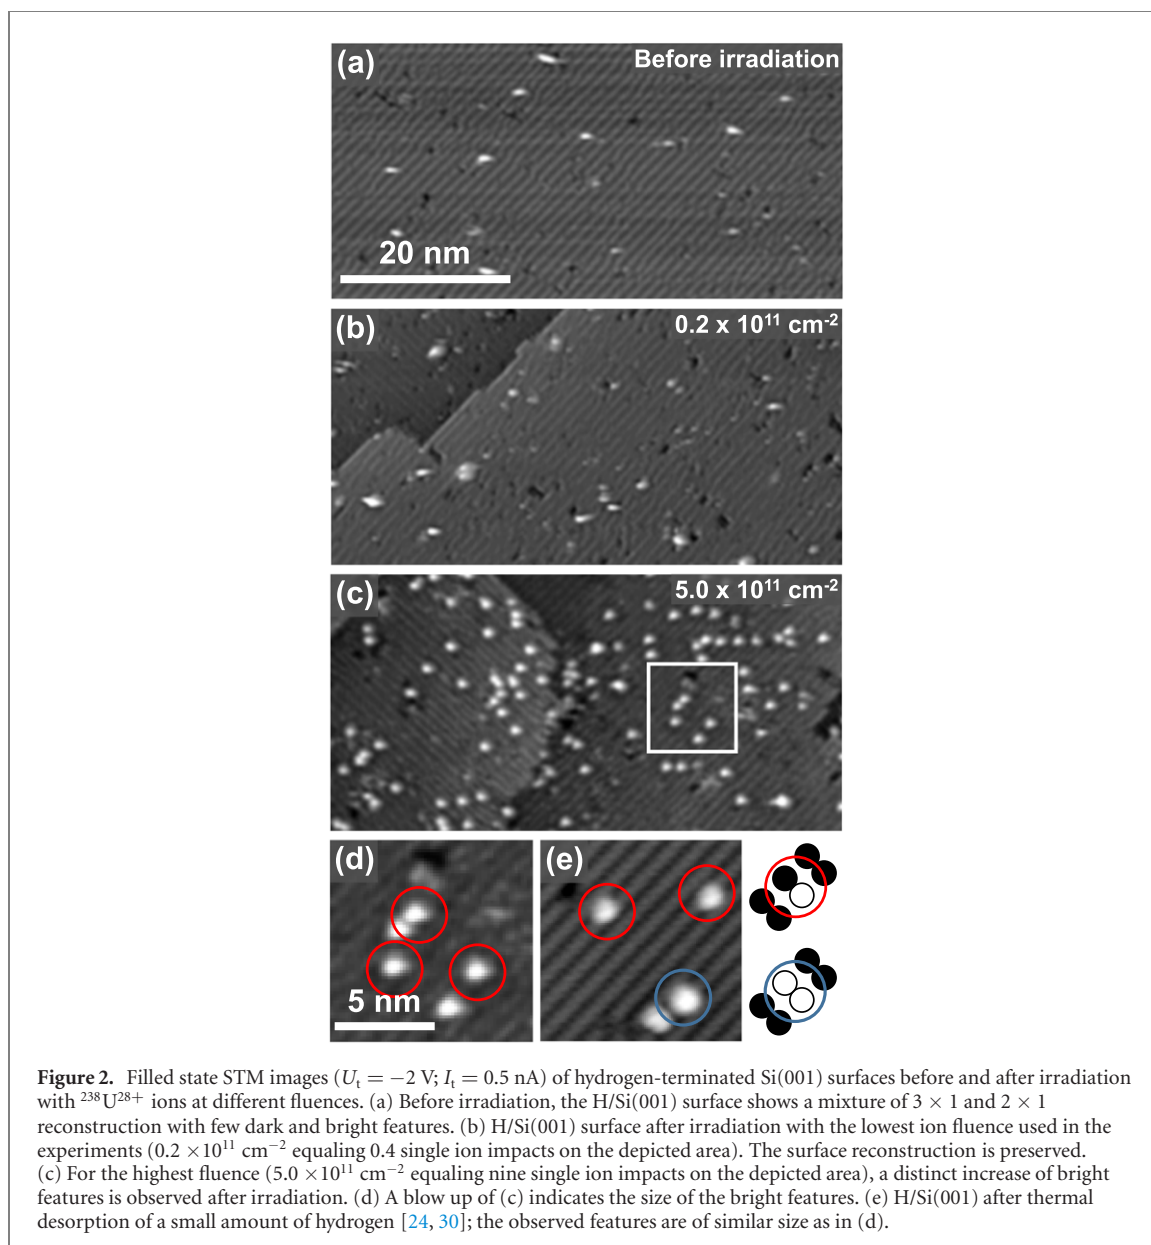 (a)
Before irradiation
20 nm
(b)
0.2 x 10¹¹ cm⁻²
(c)
5.0 x 10¹¹ cm⁻²
(d)
5 nm
(e)
Figure 2. Filled state STM images (Uₜ = −2 V; Iₜ = 0.5 nA) of hydrogen-terminated Si(001) surfaces before and after irradiation
with ²³⁸U²⁸⁺ ions at different fluences. (a) Before irradiation, the H/Si(001) surface shows a mixture of 3 × 1 and 2 × 1
reconstruction with few dark and bright features. (b) H/Si(001) surface after irradiation with the lowest ion fluence used in the
experiments (0.2 ×10¹¹ cm⁻² equaling 0.4 single ion impacts on the depicted area). The surface reconstruction is preserved.
(c) For the highest fluence (5.0 ×10¹¹ cm⁻² equaling nine single ion impacts on the depicted area), a distinct increase of bright
features is observed after irradiation. (d) A blow up of (c) indicates the size of the bright features. (e) H/Si(001) after thermal
desorption of a small amount of hydrogen [24, 30]; the observed features are of similar size as in (d).